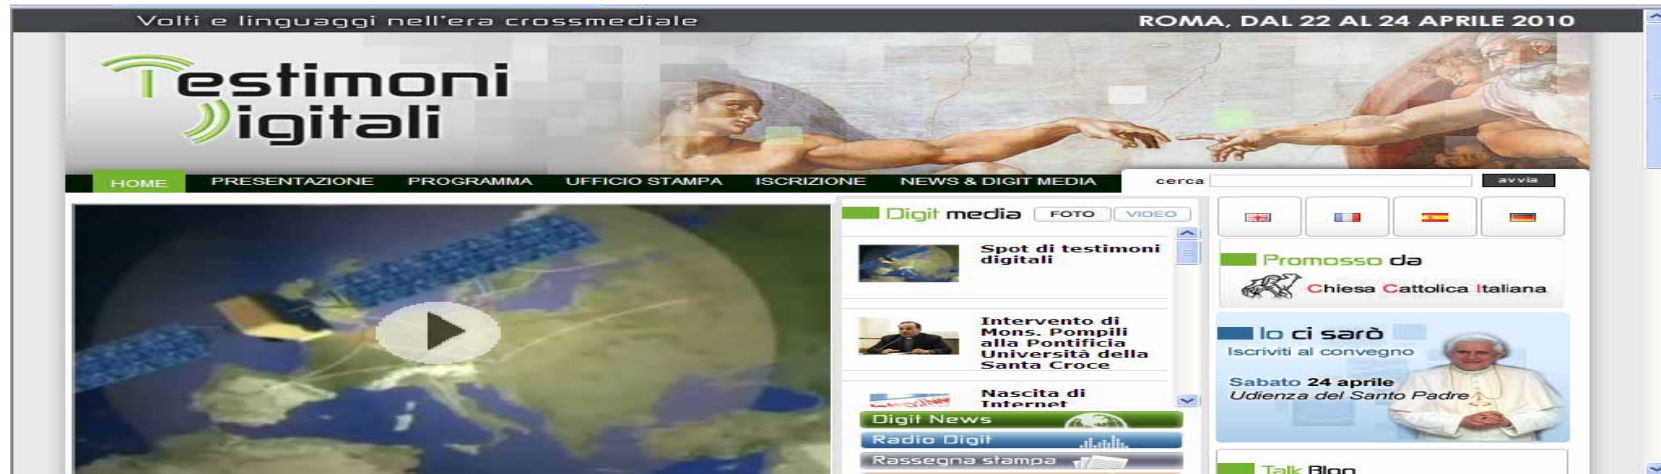 Volti e linguaggi nell'era crossmediale
ROMA, DAL 22 AL 24 APRILE 2010
Testimoni
Digitali
HOME
PRESENTAZIONE
PROGRAMMA
UFFICIO STAMPA
ISCRIZIONE
NEWS & DIGIT MEDIA
cerca
avvia
Digit media
FOTO
VIDEO
Spot di testimoni
digitali
Intervento di
Mons. Pompili
alla Pontificia
Università della
Santa Croce
Nascita di
Internet
Digit News
Radio Digit
Rassegna stampa
Promosso da
Chiesa Cattolica Italiana
Io ci sarò
Iscriviti al convegno
Sabato 24 aprile
Udienza del Santo Padre
Talk Blog